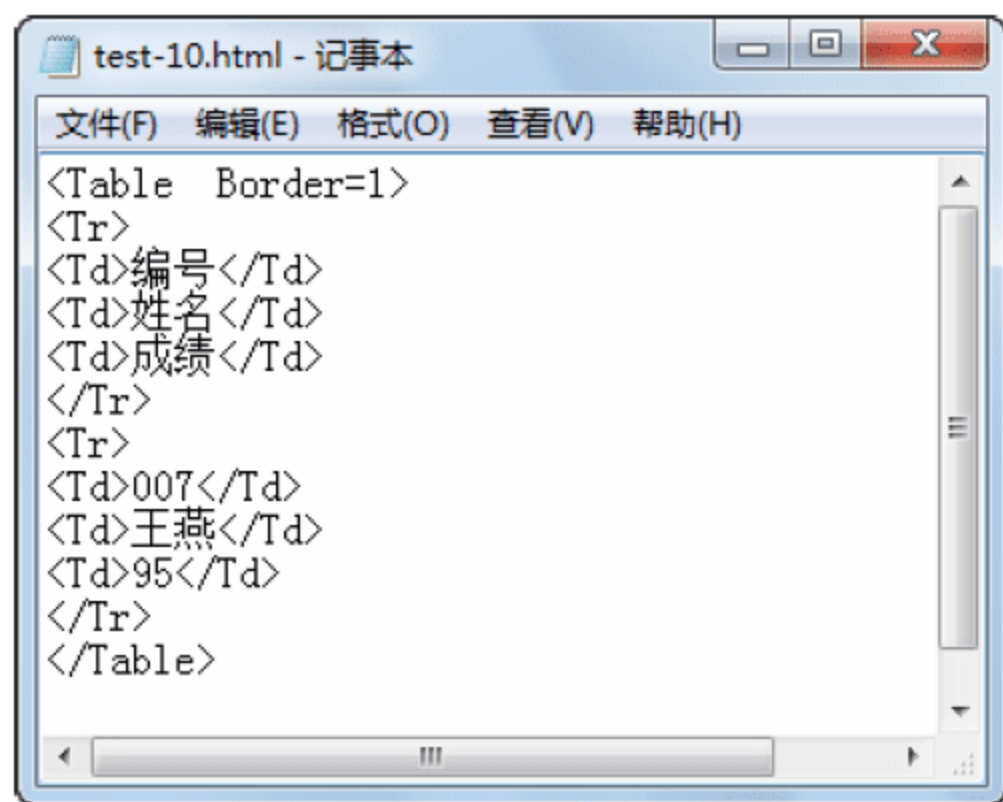 test-10.html - 记事本
文件(F) 编辑(E) 格式(O) 查看(V) 帮助(H)
<Table  Border=1>
<Tr>
<Td>编号</Td>
<Td>姓名</Td>
<Td>成绩</Td>
</Tr>
<Tr>
<Td>007</Td>
<Td>王燕</Td>
<Td>95</Td>
</Tr>
</Table>